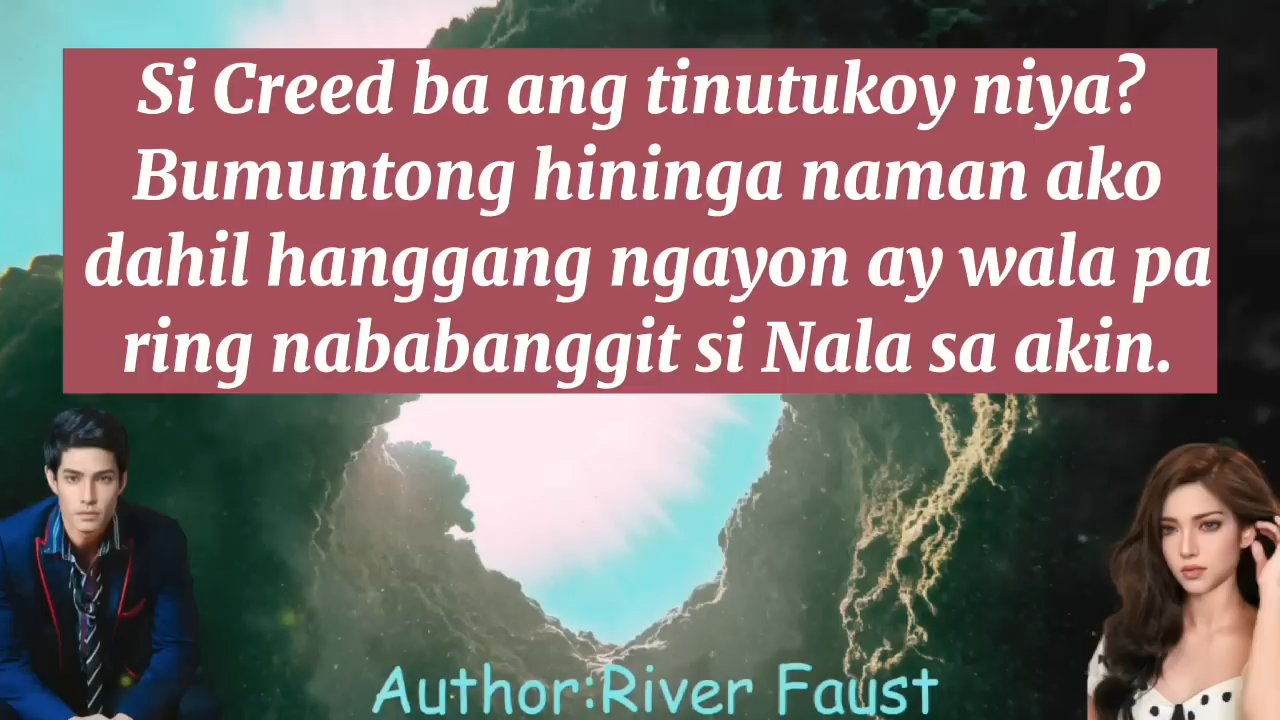 Si Creed ba ang tinutukoy niya?
Bumuntong hininga naman ako
dahil hanggang ngayon ay wala pa
ring nababanggit si Nala sa akin.
Author:River Faust